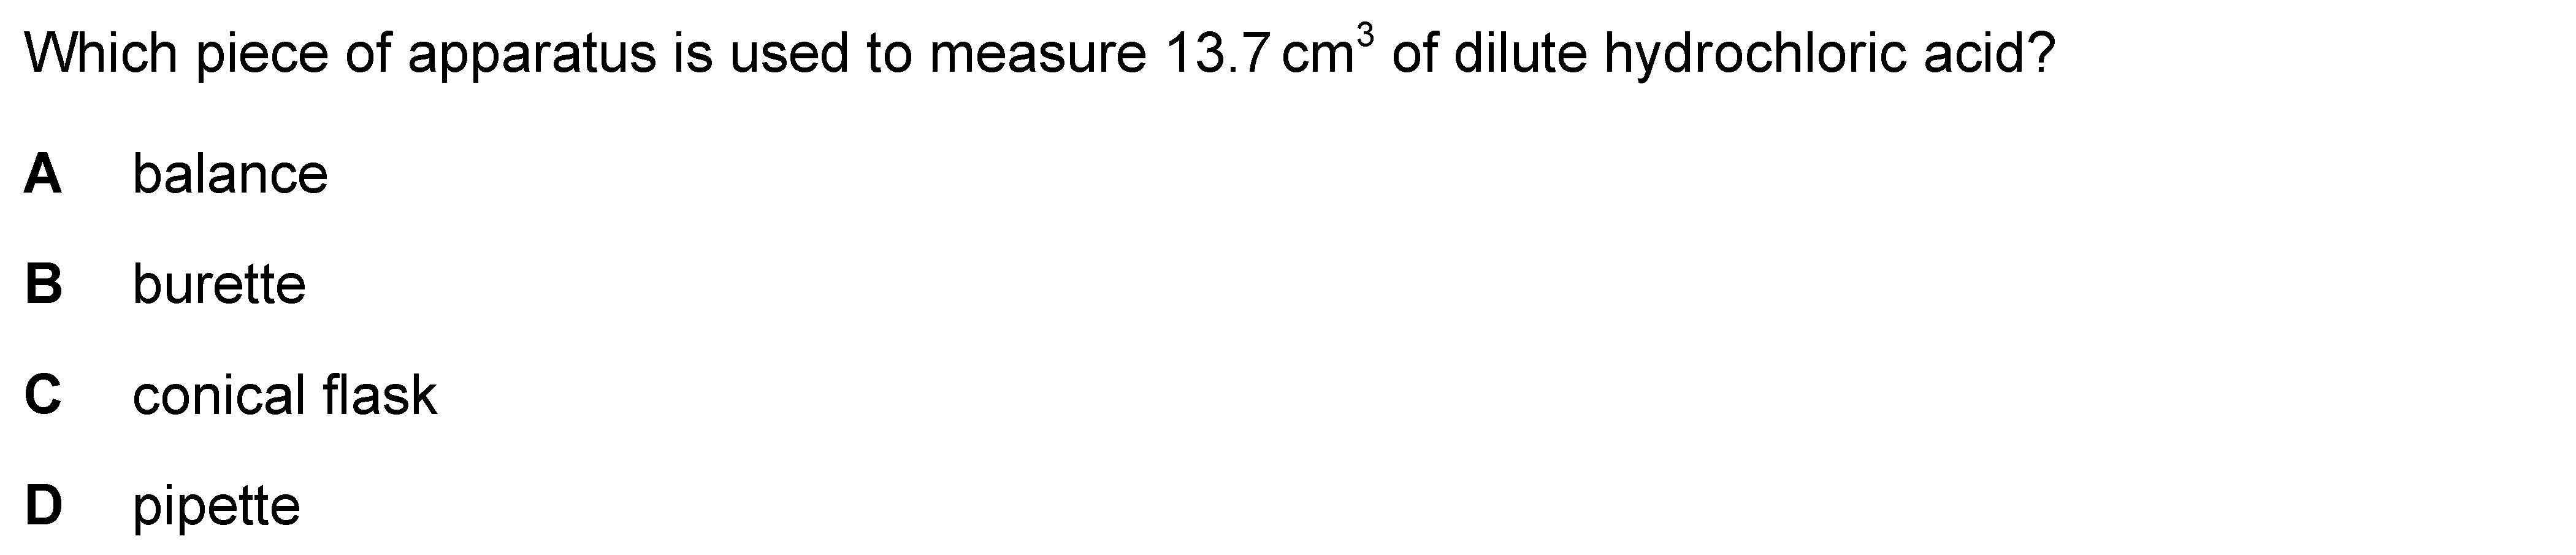 Which piece of apparatus is used to measure 13.7 cm³ of dilute hydrochloric acid?
A balance
B burette
C conical flask
D pipette